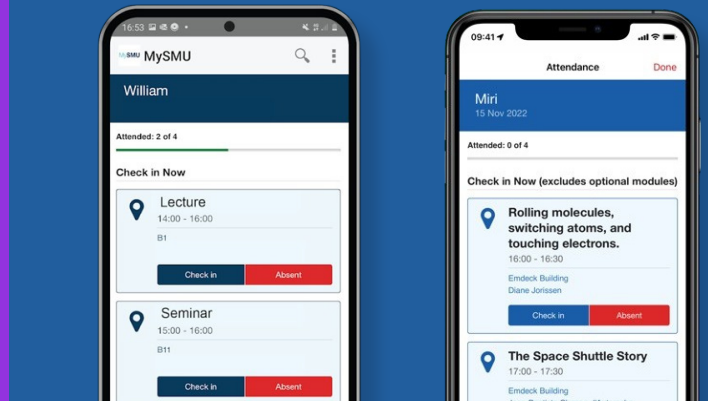 16:53
MySMU MySMU
William
Attended: 2 of 4
Check in Now
Lecture
14:00 - 16:00
B1
Check in Absent
Seminar
15:00 - 16:00
B11
Check in Absent
09:41
Attendance Done
Miri
15 Nov 2022
Attended: 0 of 4
Check in Now (excludes optional modules)
Rolling molecules,
switching atoms, and
touching electrons.
16:00 - 16:30
Emdeck Building
Diane Jorissen
Check in Absent
The Space Shuttle Story
17:00 - 17:30
Emdeck Building